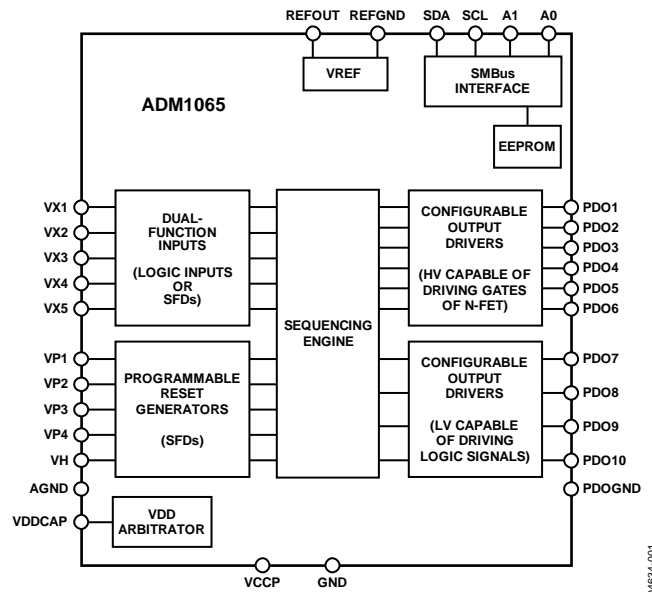 REFOUT REFGND SDA SCL A1 A0
VREF
SMBus
INTERFACE
ADM1065
EEPROM
VX1
VX2
VX3
VX4
VX5
DUAL-
FUNCTION
INPUTS
(LOGIC INPUTS
OR
SFDs)
SEQUENCING
ENGINE
CONFIGURABLE
OUTPUT
DRIVERS
(HV CAPABLE OF
DRIVING GATES
OF N-FET)
PDO1
PDO2
PDO3
PDO4
PDO5
PDO6
VP1
VP2
VP3
VP4
VH
PROGRAMMABLE
RESET
GENERATORS
(SFDs)
CONFIGURABLE
OUTPUT
DRIVERS
(LV CAPABLE
OF DRIVING
LOGIC SIGNALS)
PDO7
PDO8
PDO9
PDO10
AGND
PDOGND
VDDCAP
VDD
ARBITRATOR
VCCP GND
04634-001